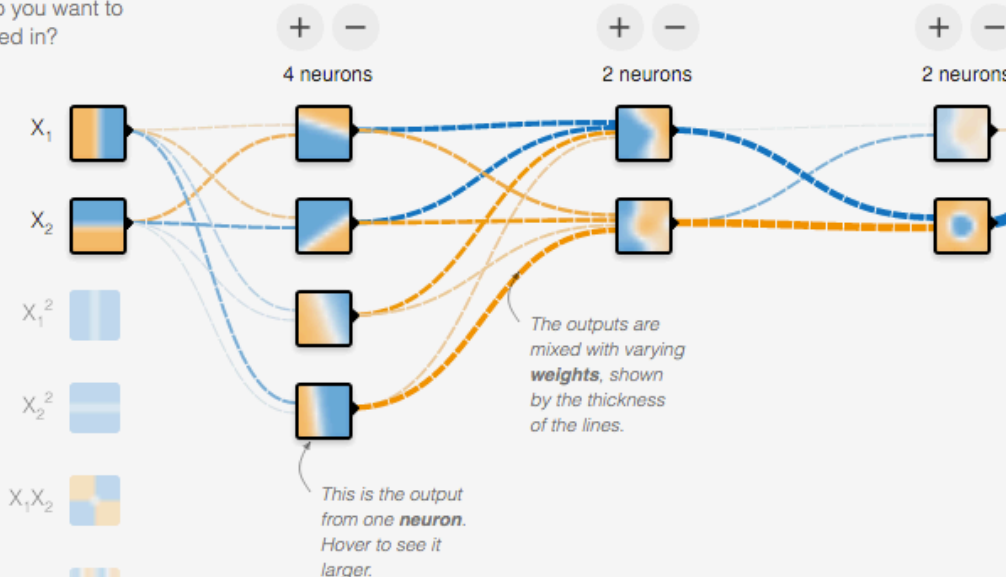 you want to
ed in?
+ − + − + −
4 neurons 2 neurons 2 neurons
X₁
X₂
X₁²
X₂²
X₁X₂
The outputs are
mixed with varying
weights, shown
by the thickness
of the lines.
This is the output
from one neuron.
Hover to see it
larger.